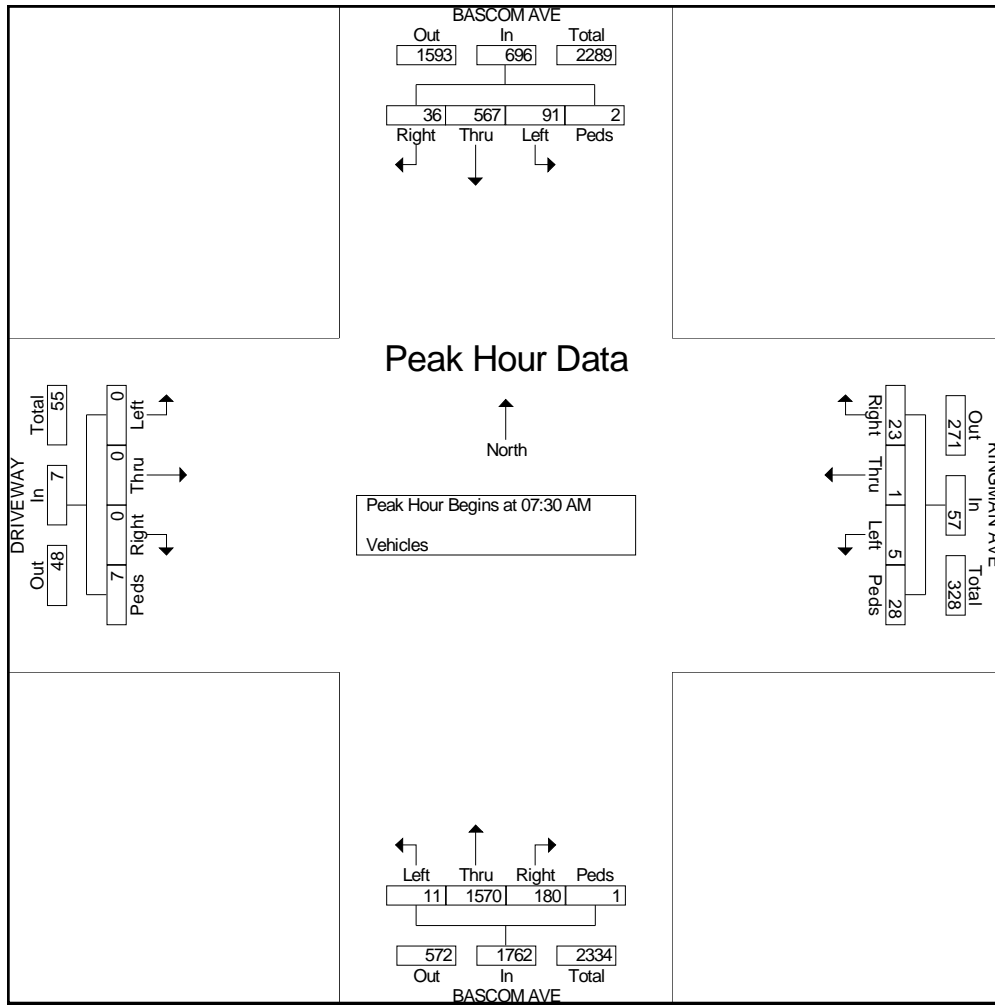 BASCOM AVE
Out In Total
1593 696 2289
36 567 91 2
Right Thru Left Peds
Peak Hour Data
North
Peak Hour Begins at 07:30 AM
Vehicles
DRIVEWAY
Out In Total
48 7 55
0 0 0 7
Left Thru Right Peds
KINGMAN AVE
Out In Total
271 57 328
23 1 5 28
Right Thru Left Peds
Left Thru Right Peds
11 1570 180 1
572 1762 2334
Out In Total
BASCOM AVE